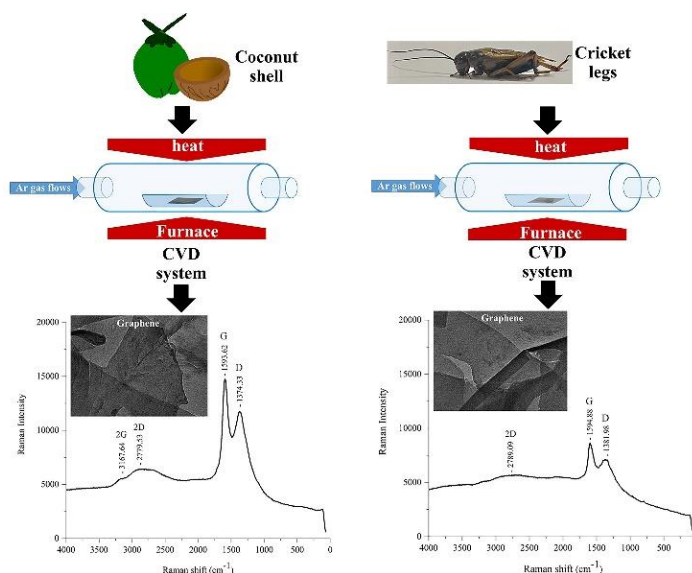 Coconut
shell
heat
Ar gas flows
Furnace
CVD
system
Graphene
2G
3167.64
2D
2779.53
G
1593.62
D
1374.33
20000
15000
10000
5000
0
Raman Intensity
4000 3500 3000 2500 2000 1500 1000 500 0
Raman shift (cm-1)
Cricket
legs
heat
Ar gas flows
Furnace
CVD
system
Graphene
2D
2789.09
G
1594.88
D
1381.98
20000
15000
10000
5000
0
Raman Intensity
4000 3500 3000 2500 2000 1500 1000 500 0
Raman shift (cm-1)